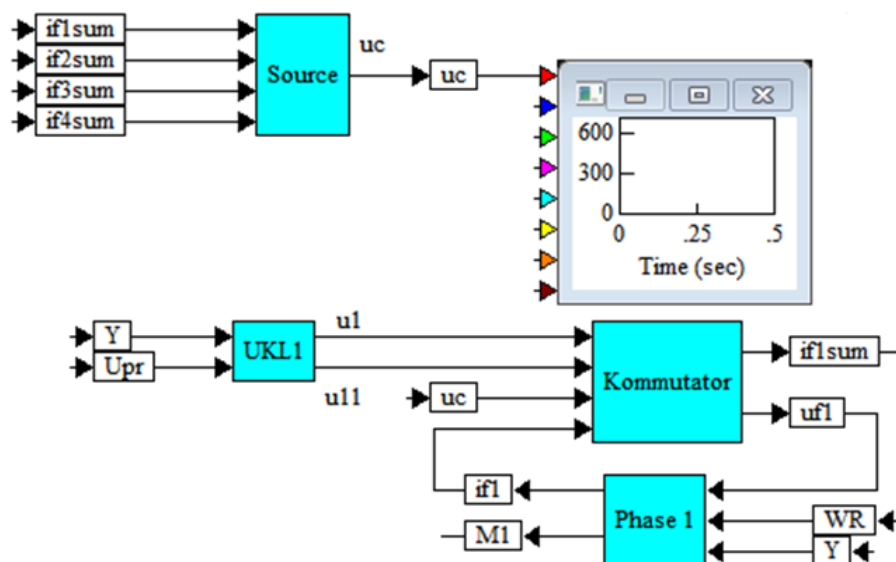 if1sum
if2sum
if3sum
if4sum
Source
uc
uc
600
300
0
0 .25 .5
Time (sec)
Y
Upr
UKL1
u1
u11
uc
Kommutator
if1sum
uf1
if1
M1
Phase 1
WR
Y